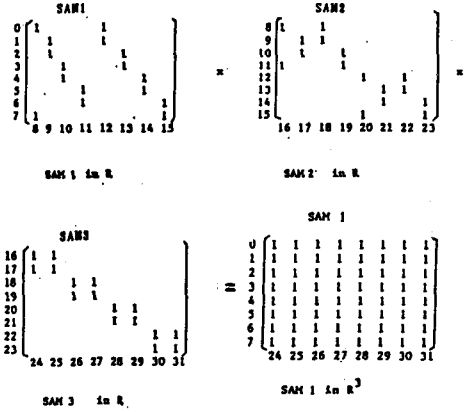 SAM1
0 1 1
1 1 1
2 1 1
3 1 1
4 1 1
5 1 1
6 1 1
7 1 1
8 9 10 11 12 13 14 15
SAM 1 in R
x
SAM2
8 1 1
9 1 1
10 1 1
11 1 1
12 1 1
13 1 1
14 1 1
15 1 1
16 17 18 19 20 21 22 23
SAM 2 in R
x
SAM3
16 1 1
17 1 1
18 1 1
19 1 1
20 1 1
21 1 1
22 1 1
23 1 1
24 25 26 27 28 29 30 31
SAM 3 in R
≅
SAM 1
0 1 1 1 1 1 1 1 1
1 1 1 1 1 1 1 1 1
2 1 1 1 1 1 1 1 1
3 1 1 1 1 1 1 1 1
4 1 1 1 1 1 1 1 1
5 1 1 1 1 1 1 1 1
6 1 1 1 1 1 1 1 1
7 1 1 1 1 1 1 1 1
24 25 26 27 28 29 30 31
SAM 1 in R³